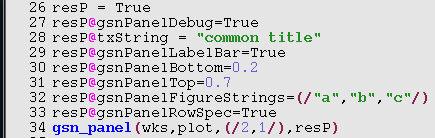 26 resP = True
27 resP@gsnPanelDebug=True
28 resP@txString = "common title"
29 resP@gsnPanelLabelBar=True
30 resP@gsnPanelBottom=0.2
31 resP@gsnPanelTop=0.7
32 resP@gsnPanelFigureStrings=(/"a","b","c"/)
33 resP@gsnPanelRowSpec=True
34 gsn_panel(wks,plot,(/2,1/),resP)